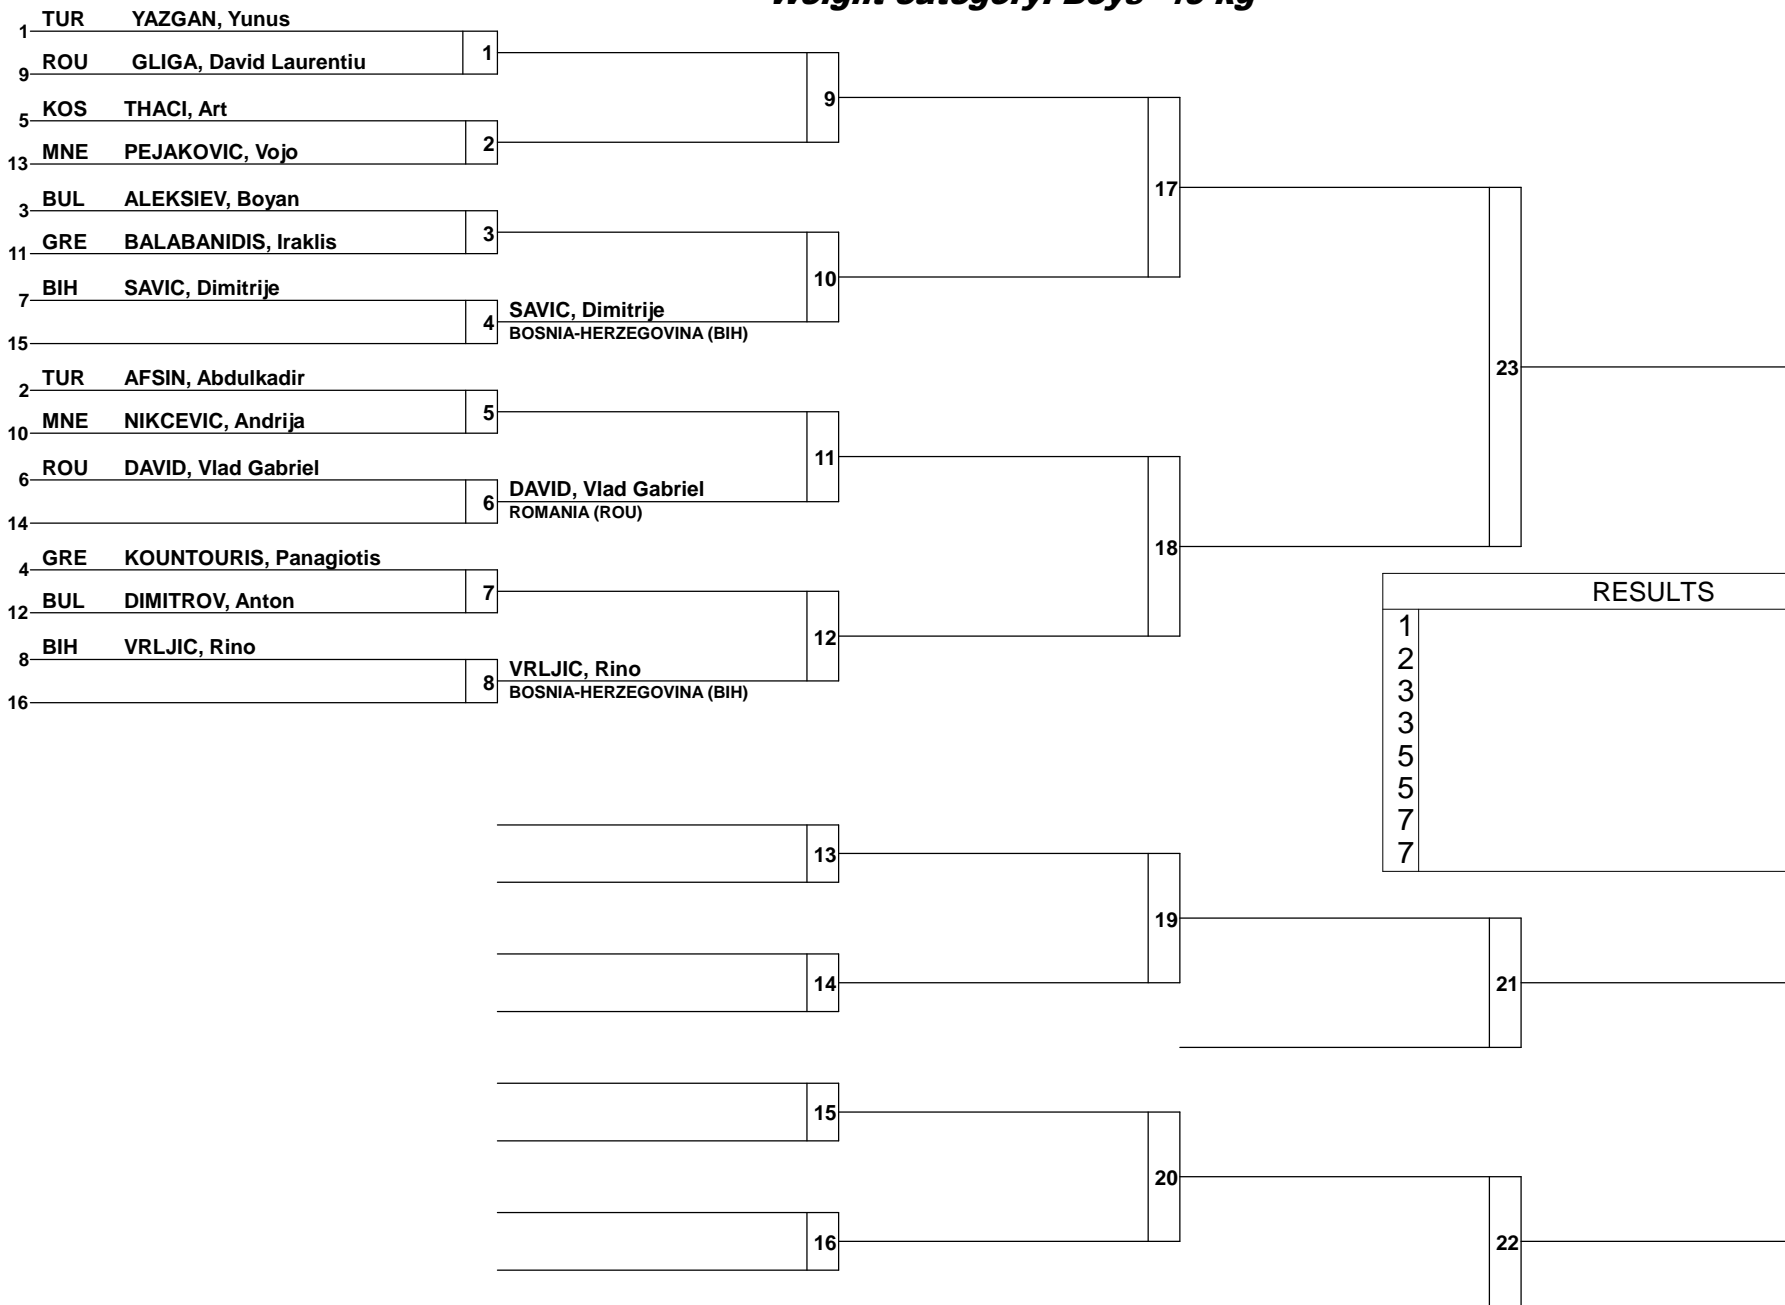 Weight category: Boys
kg
1 TUR YAZGAN, Yunus
9 ROU GLIGA, David Laurentiu
1
5 KOS THACI, Art
13 MNE PEJAKOVIC, Vojo
2
9
3 BUL ALEKSIEV, Boyan
11 GRE BALABANIDIS, Iraklis
3
7 BIH SAVIC, Dimitrije
15
4
SAVIC, Dimitrije
BOSNIA-HERZEGOVINA (BIH)
10
17
2 TUR AFSIN, Abdulkadir
10 MNE NIKCEVIC, Andrija
5
6 ROU DAVID, Vlad Gabriel
14
6
DAVID, Vlad Gabriel
ROMANIA (ROU)
11
4 GRE KOUNTOURIS, Panagiotis
12 BUL DIMITROV, Anton
7
8 BIH VRLJIC, Rino
16
8
VRLJIC, Rino
BOSNIA-HERZEGOVINA (BIH)
12
18
23
RESULTS
1
2
3
3
5
5
7
7
13
14
19
21
15
16
20
22